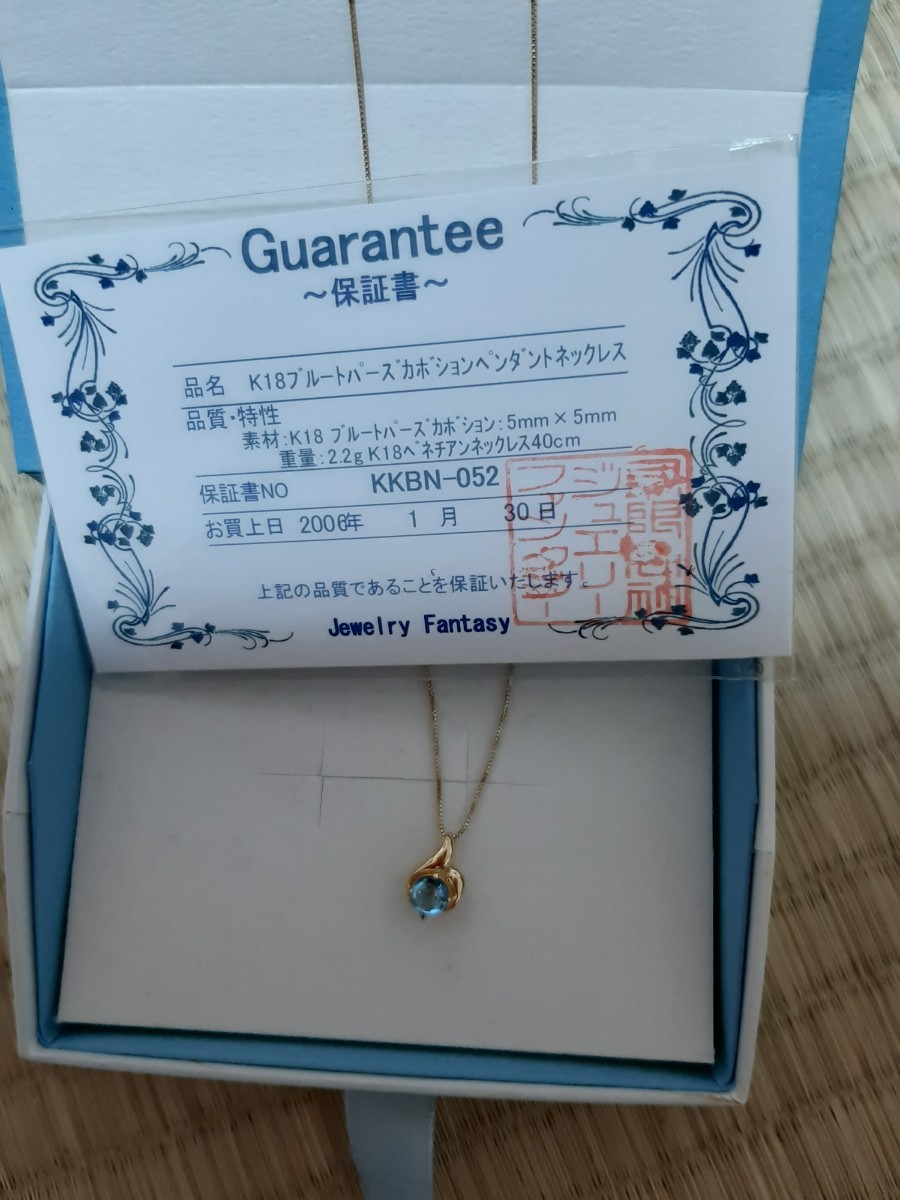 Guarantee
～保証書～
品名 K18ブルートパーズカボションペンダントネックレス
品質・特性
素材:K18 ブルートパーズカボション:5mm×5mm
重量:2.2g K18ベネチアンネックレス40cm
保証書NO KKBN-052
お買上日 2006年 1 月 30 日
上記の品質であることを保証いたします。
Jewelry Fantasy
ジュエリー